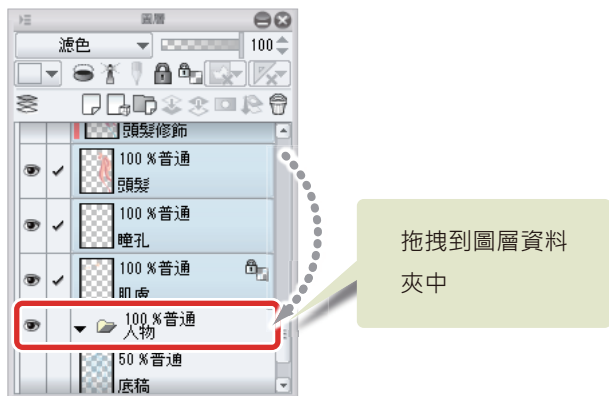 圖層
濾色
100
頭髮修飾
100 %普通
頭髮
100 %普通
瞳孔
100 %普通
肌膚
100 %普通
人物
50 %普通
底稿
拖拽到圖層資料
夾中